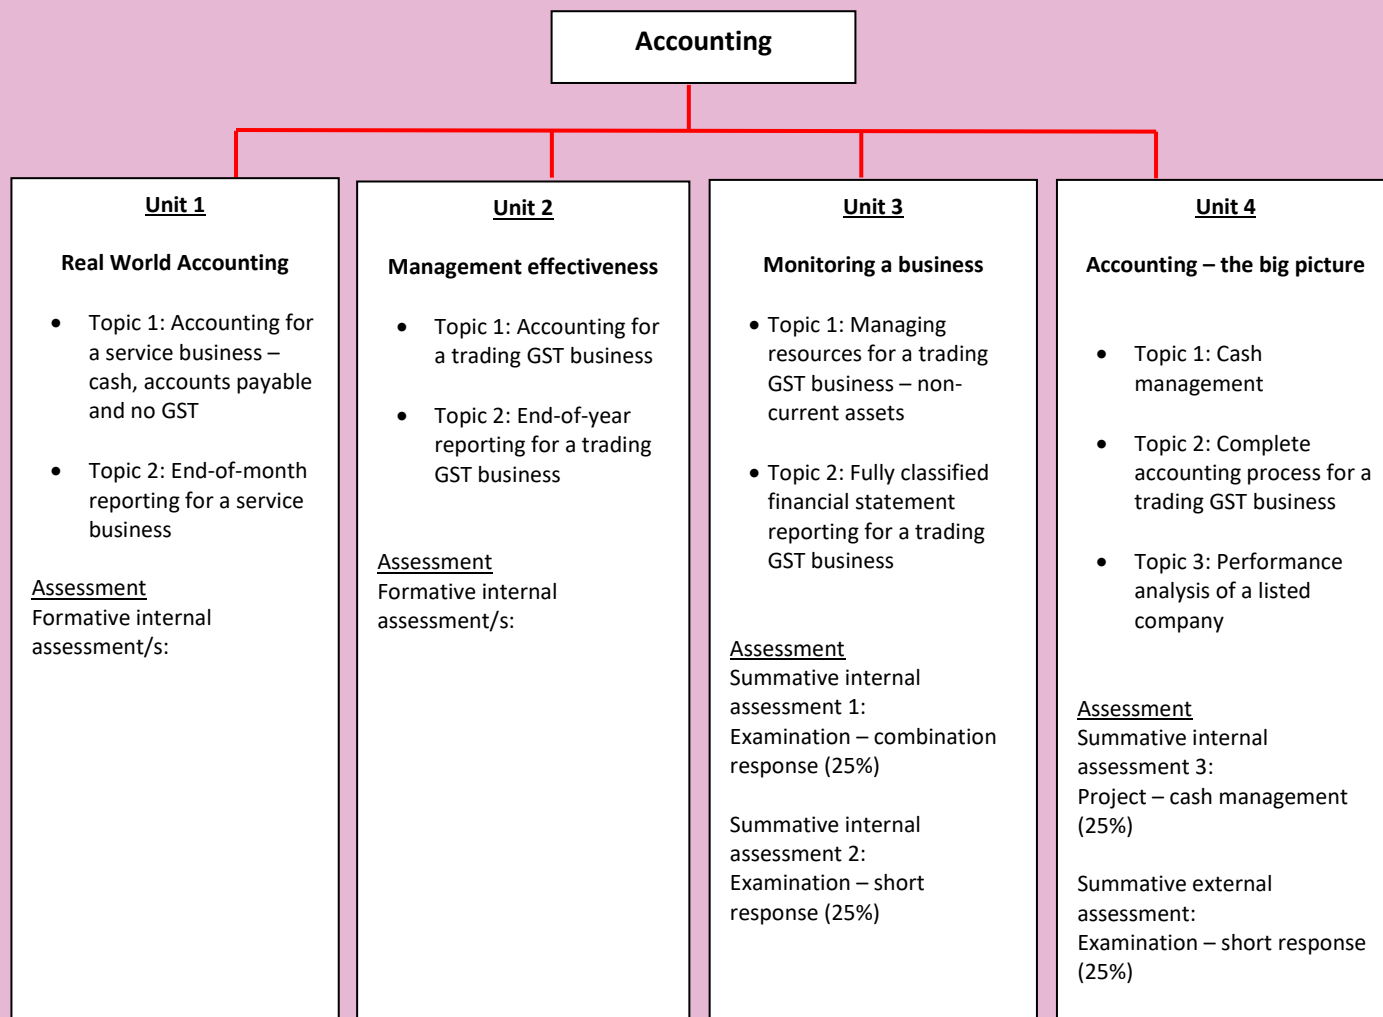 Accounting
Unit 1
Real World Accounting
• Topic 1: Accounting for
a service business –
cash, accounts payable
and no GST
• Topic 2: End-of-month
reporting for a service
business
Assessment
Formative internal
assessment/s:
Unit 2
Management effectiveness
• Topic 1: Accounting for
a trading GST business
• Topic 2: End-of-year
reporting for a trading
GST business
Assessment
Formative internal
assessment/s:
Unit 3
Monitoring a business
• Topic 1: Managing
resources for a trading
GST business – non-
current assets
• Topic 2: Fully classified
financial statement
reporting for a trading
GST business
Assessment
Summative internal
assessment 1:
Examination – combination
response (25%)
Summative internal
assessment 2:
Examination – short
response (25%)
Unit 4
Accounting – the big picture
• Topic 1: Cash
management
• Topic 2: Complete
accounting process for a
trading GST business
• Topic 3: Performance
analysis of a listed
company
Assessment
Summative internal
assessment 3:
Project – cash management
(25%)
Summative external
assessment:
Examination – short response
(25%)